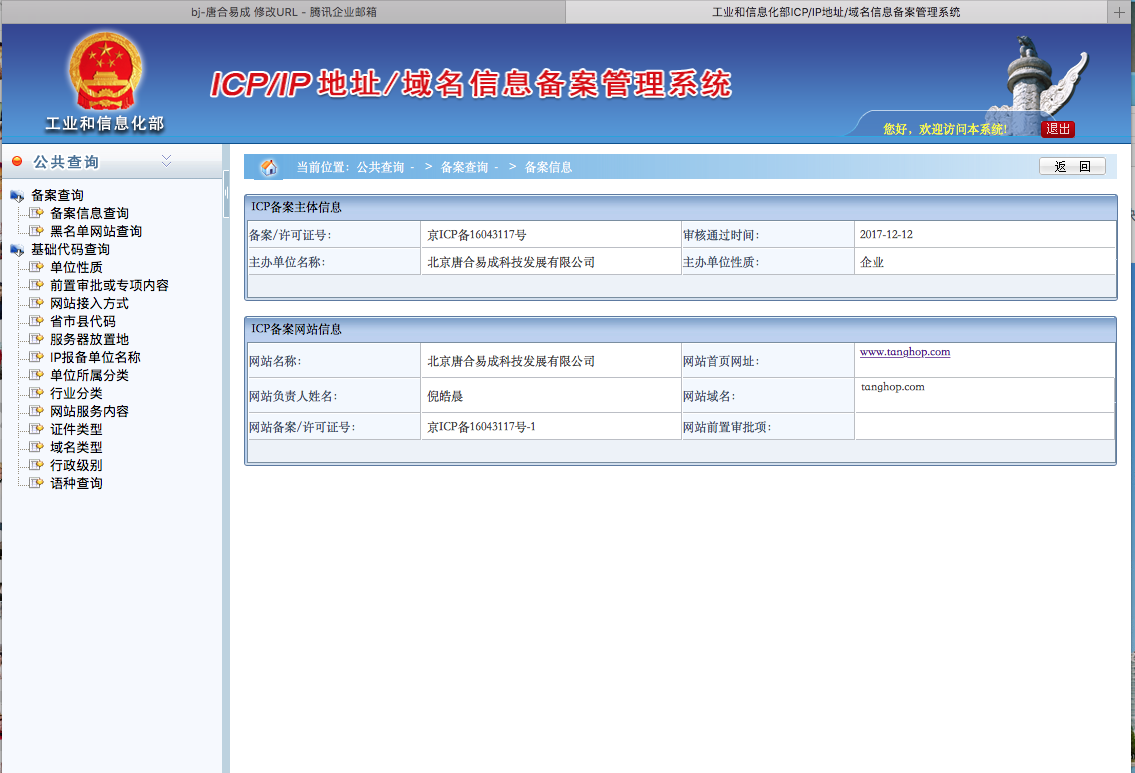 bj-唐合易成 修改URL - 腾讯企业邮箱
工业和信息化部ICP/IP地址/域名信息备案管理系统
ICP/IP地址/域名信息备案管理系统
工业和信息化部
您好，欢迎访问本系统!
退出
公共查询
备案查询
备案信息查询
黑名单网站查询
基础代码查询
单位性质
前置审批或专项内容
网站接入方式
省市县代码
服务器放置地
IP报备单位名称
单位所属分类
行业分类
网站服务内容
证件类型
域名类型
行政级别
语种查询
当前位置：公共查询 - > 备案查询 - > 备案信息
返 回
ICP备案主体信息
备案/许可证号： 京ICP备16043117号 审核通过时间： 2017-12-12
主办单位名称： 北京唐合易成科技发展有限公司 主办单位性质： 企业
ICP备案网站信息
网站名称： 北京唐合易成科技发展有限公司 网站首页网址： www.tanghop.com
网站负责人姓名： 倪皓晨 网站域名： tanghop.com
网站备案/许可证号： 京ICP备16043117号-1 网站前置审批项：